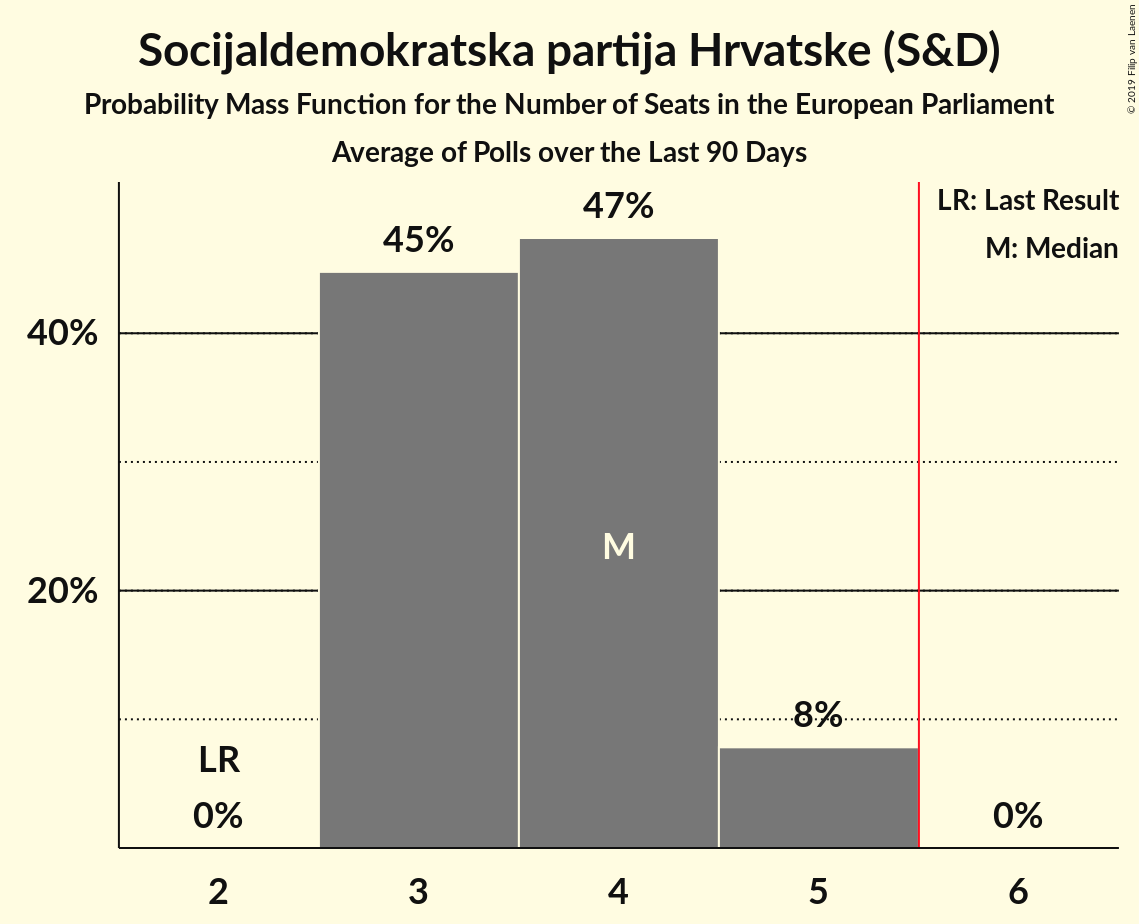 Socijaldemokratska partija Hrvatske (S&D)
Probability Mass Function for the Number of Seats in the European Parliament
Average of Polls over the Last 90 Days
© 2019 Filip van Laenen
LR: Last Result
M: Median
47%
45%
40%
M
20%
8%
LR
0%
0%
2 3 4 5 6